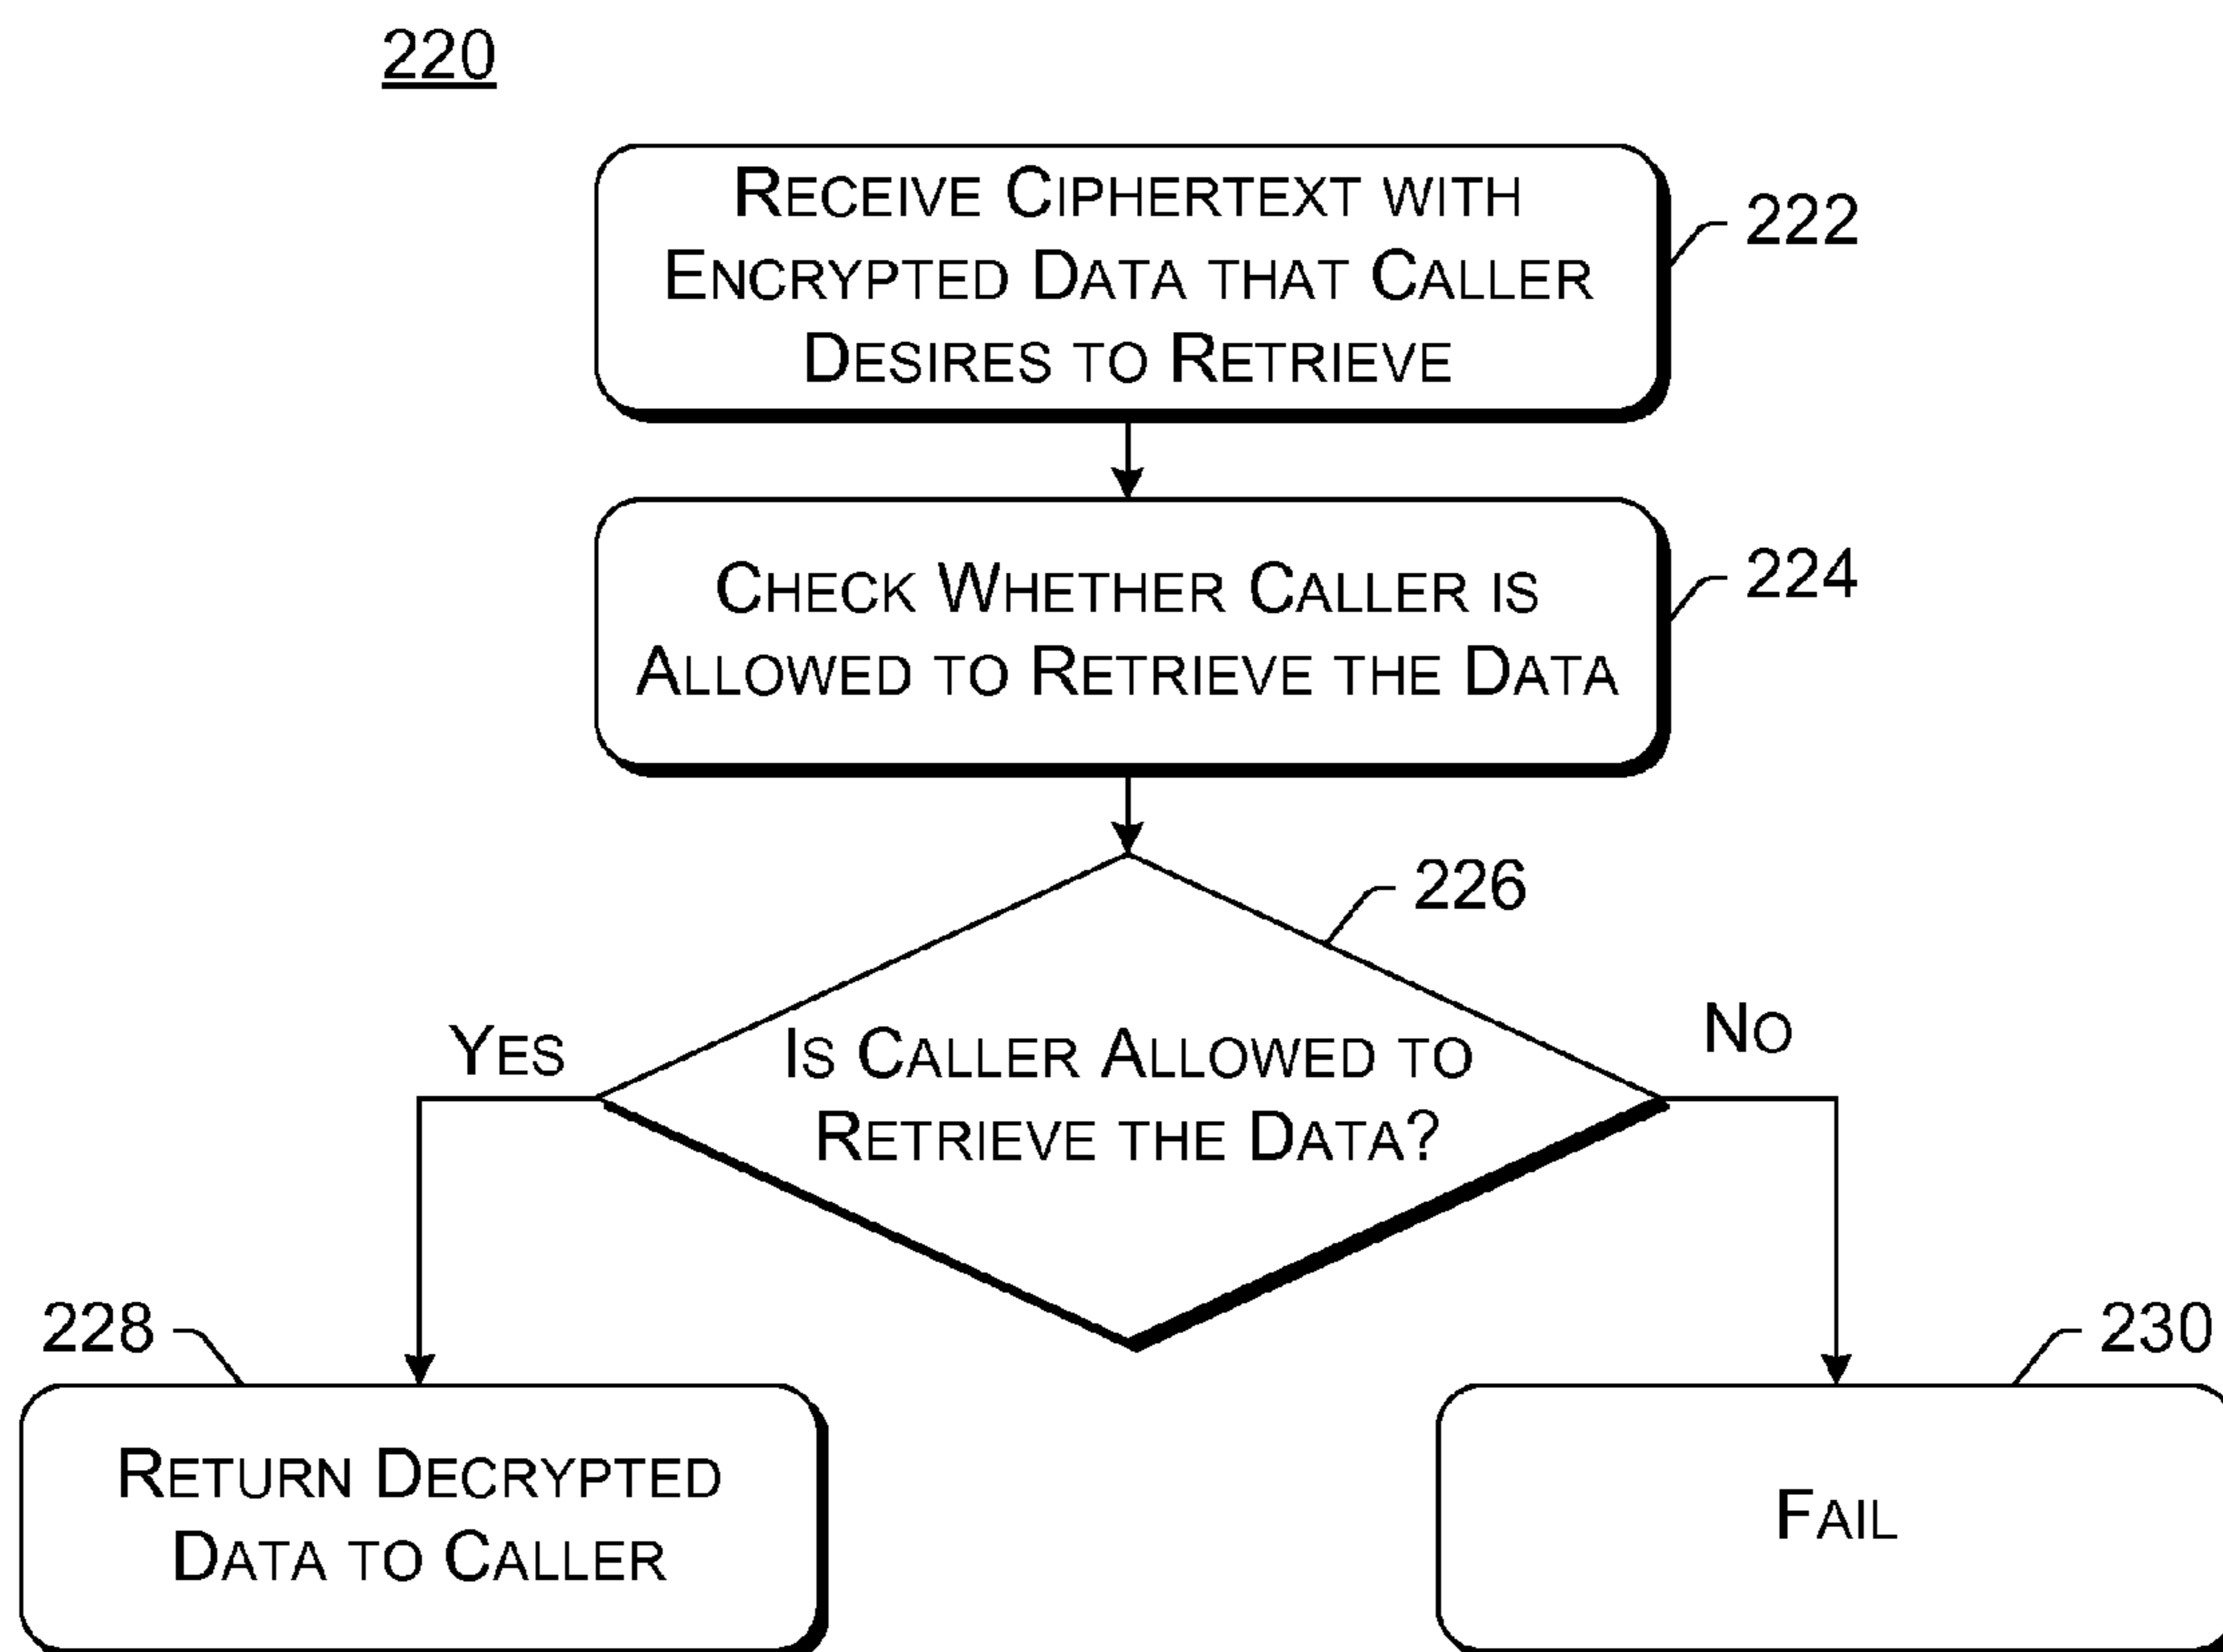 220
RECEIVE CIPHERTEXT WITH
ENCRYPTED DATA THAT CALLER
DESIRES TO RETRIEVE
222
CHECK WHETHER CALLER IS
ALLOWED TO RETRIEVE THE DATA
224
226
IS CALLER ALLOWED TO
RETRIEVE THE DATA?
YES
NO
228
RETURN DECRYPTED
DATA TO CALLER
230
FAIL